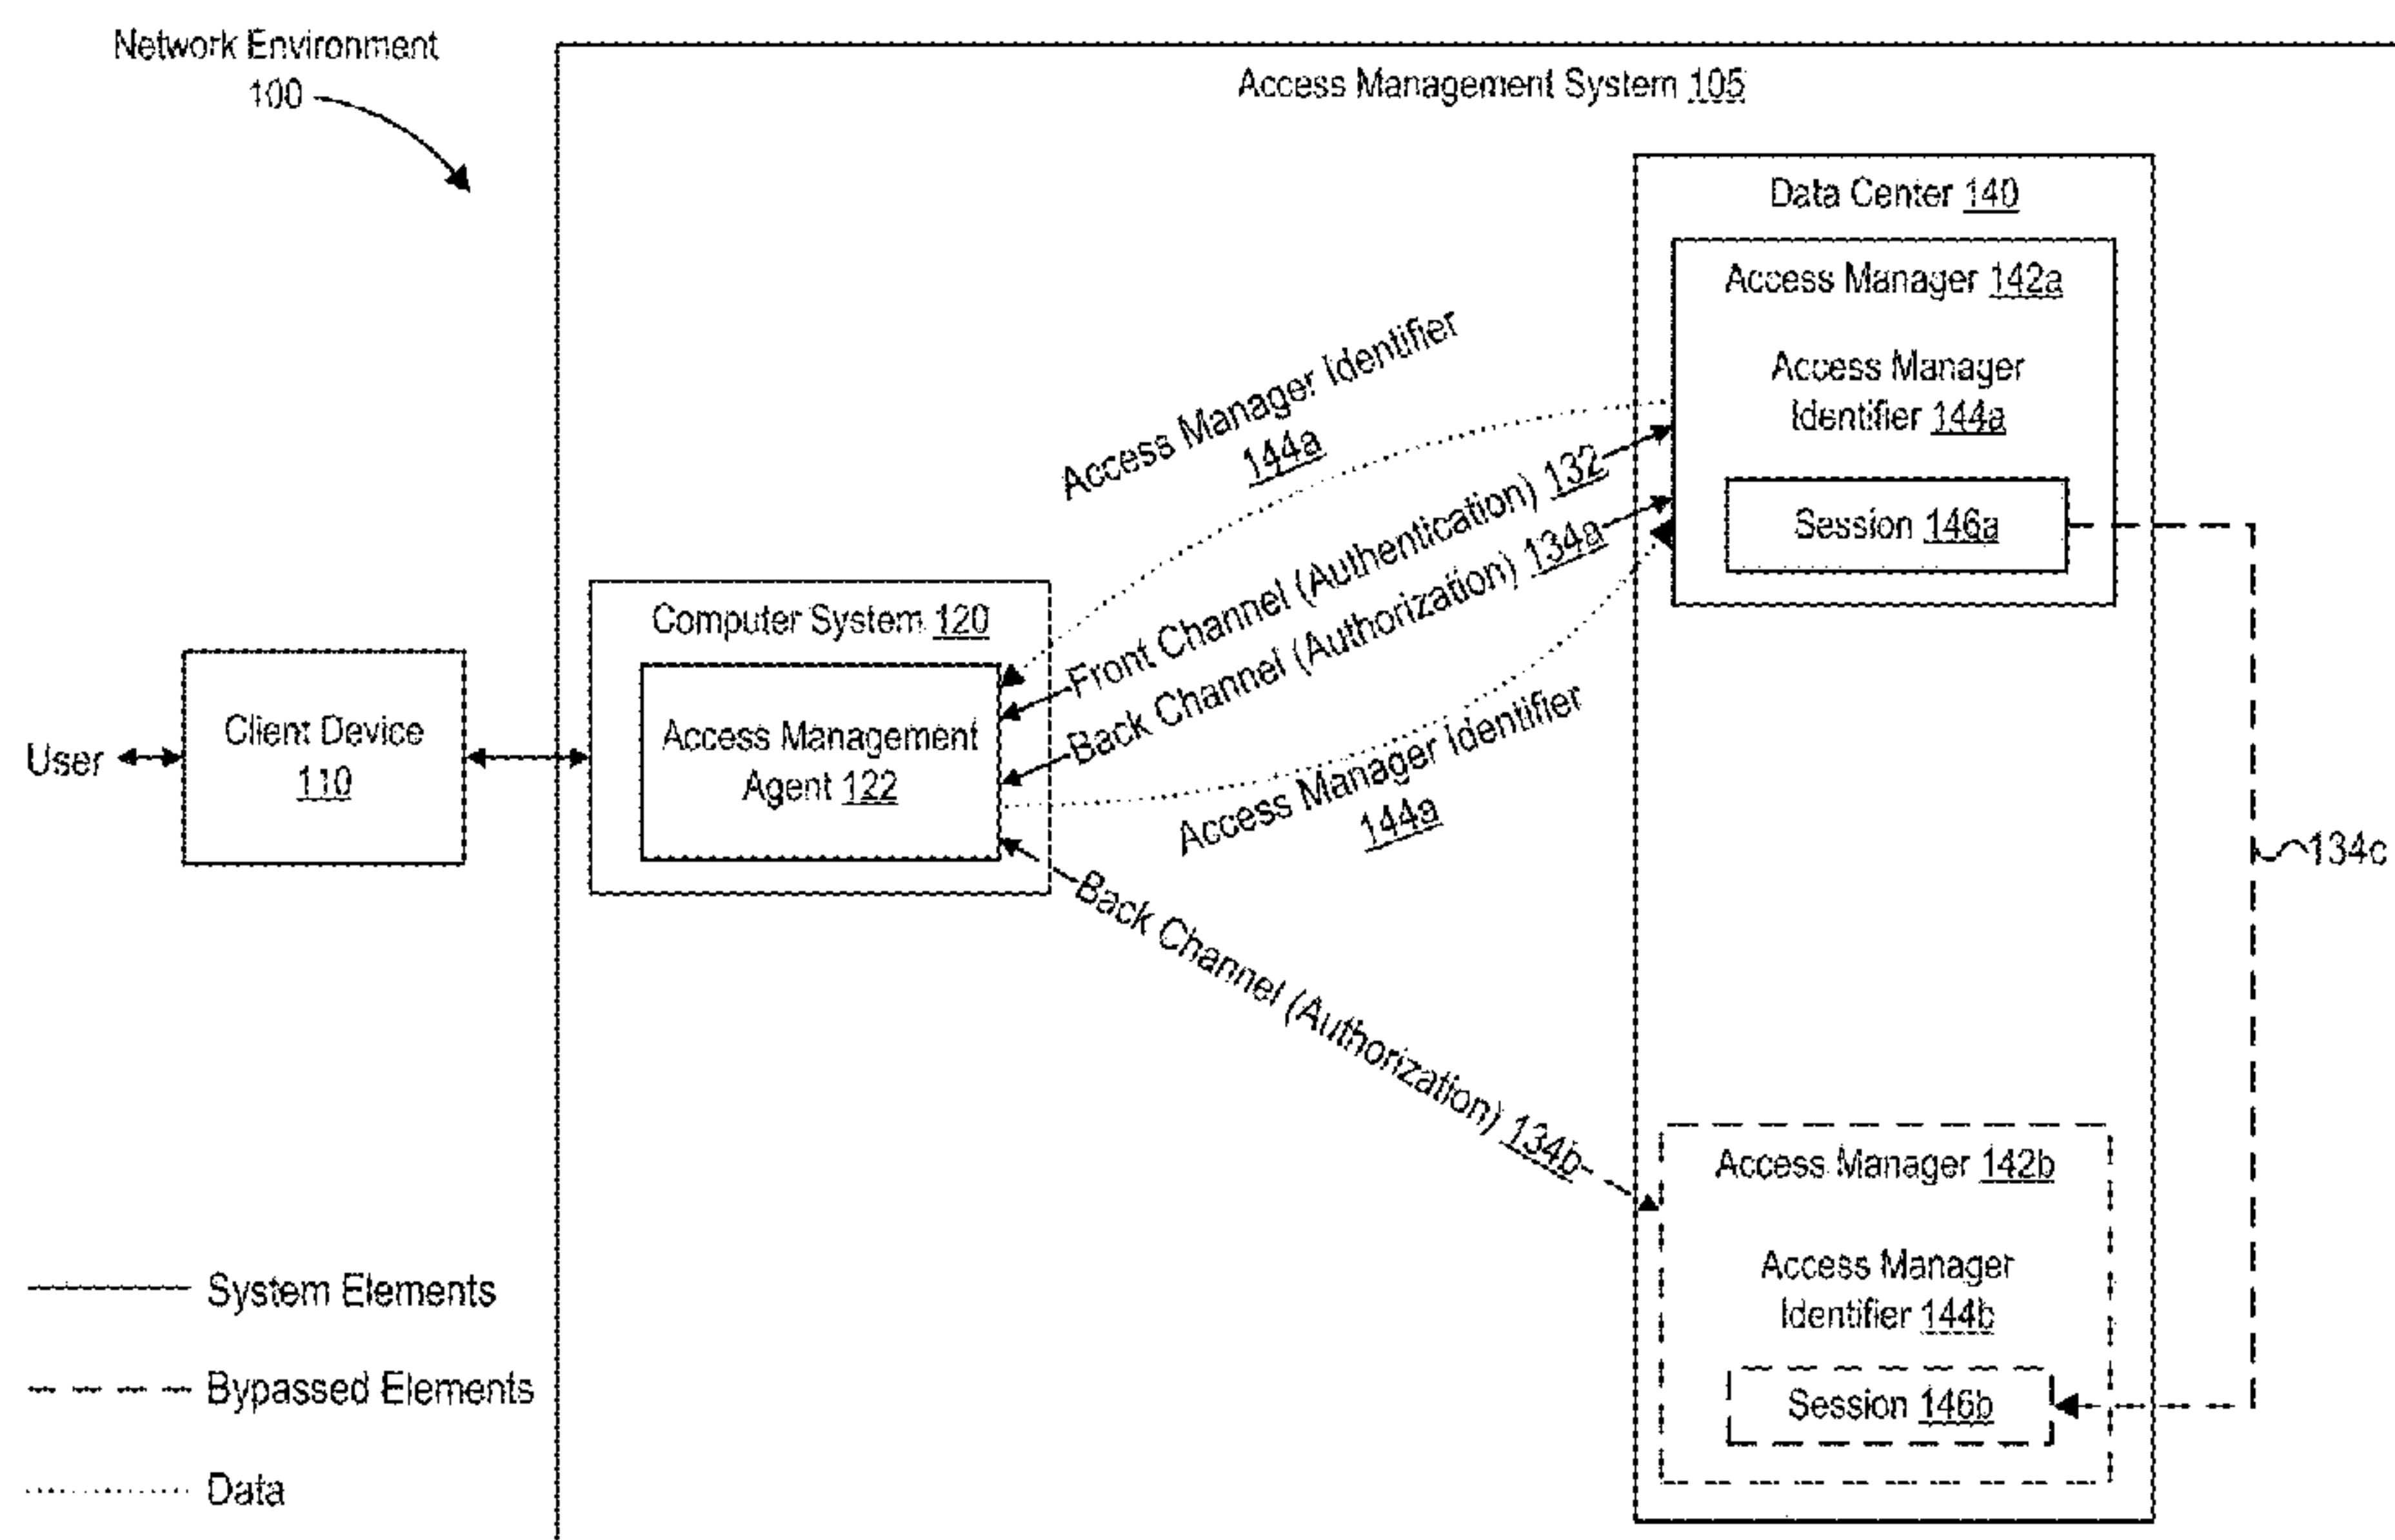 Network Environment
100
Access Management System 105
Data Center 140
Access Manager 142a
Access Manager
Identifier 144a
Session 146a
Access Manager Identifier
144a
Front Channel (Authentication) 132
Back Channel (Authorization) 134a
Access Manager Identifier
144a
Computer System 120
Access Management
Agent 122
User
Client Device
110
134c
Back Channel (Authorization) 134b
Access Manager 142b
Access Manager
Identifier 144b
Session 146b
System Elements
Bypassed Elements
Data